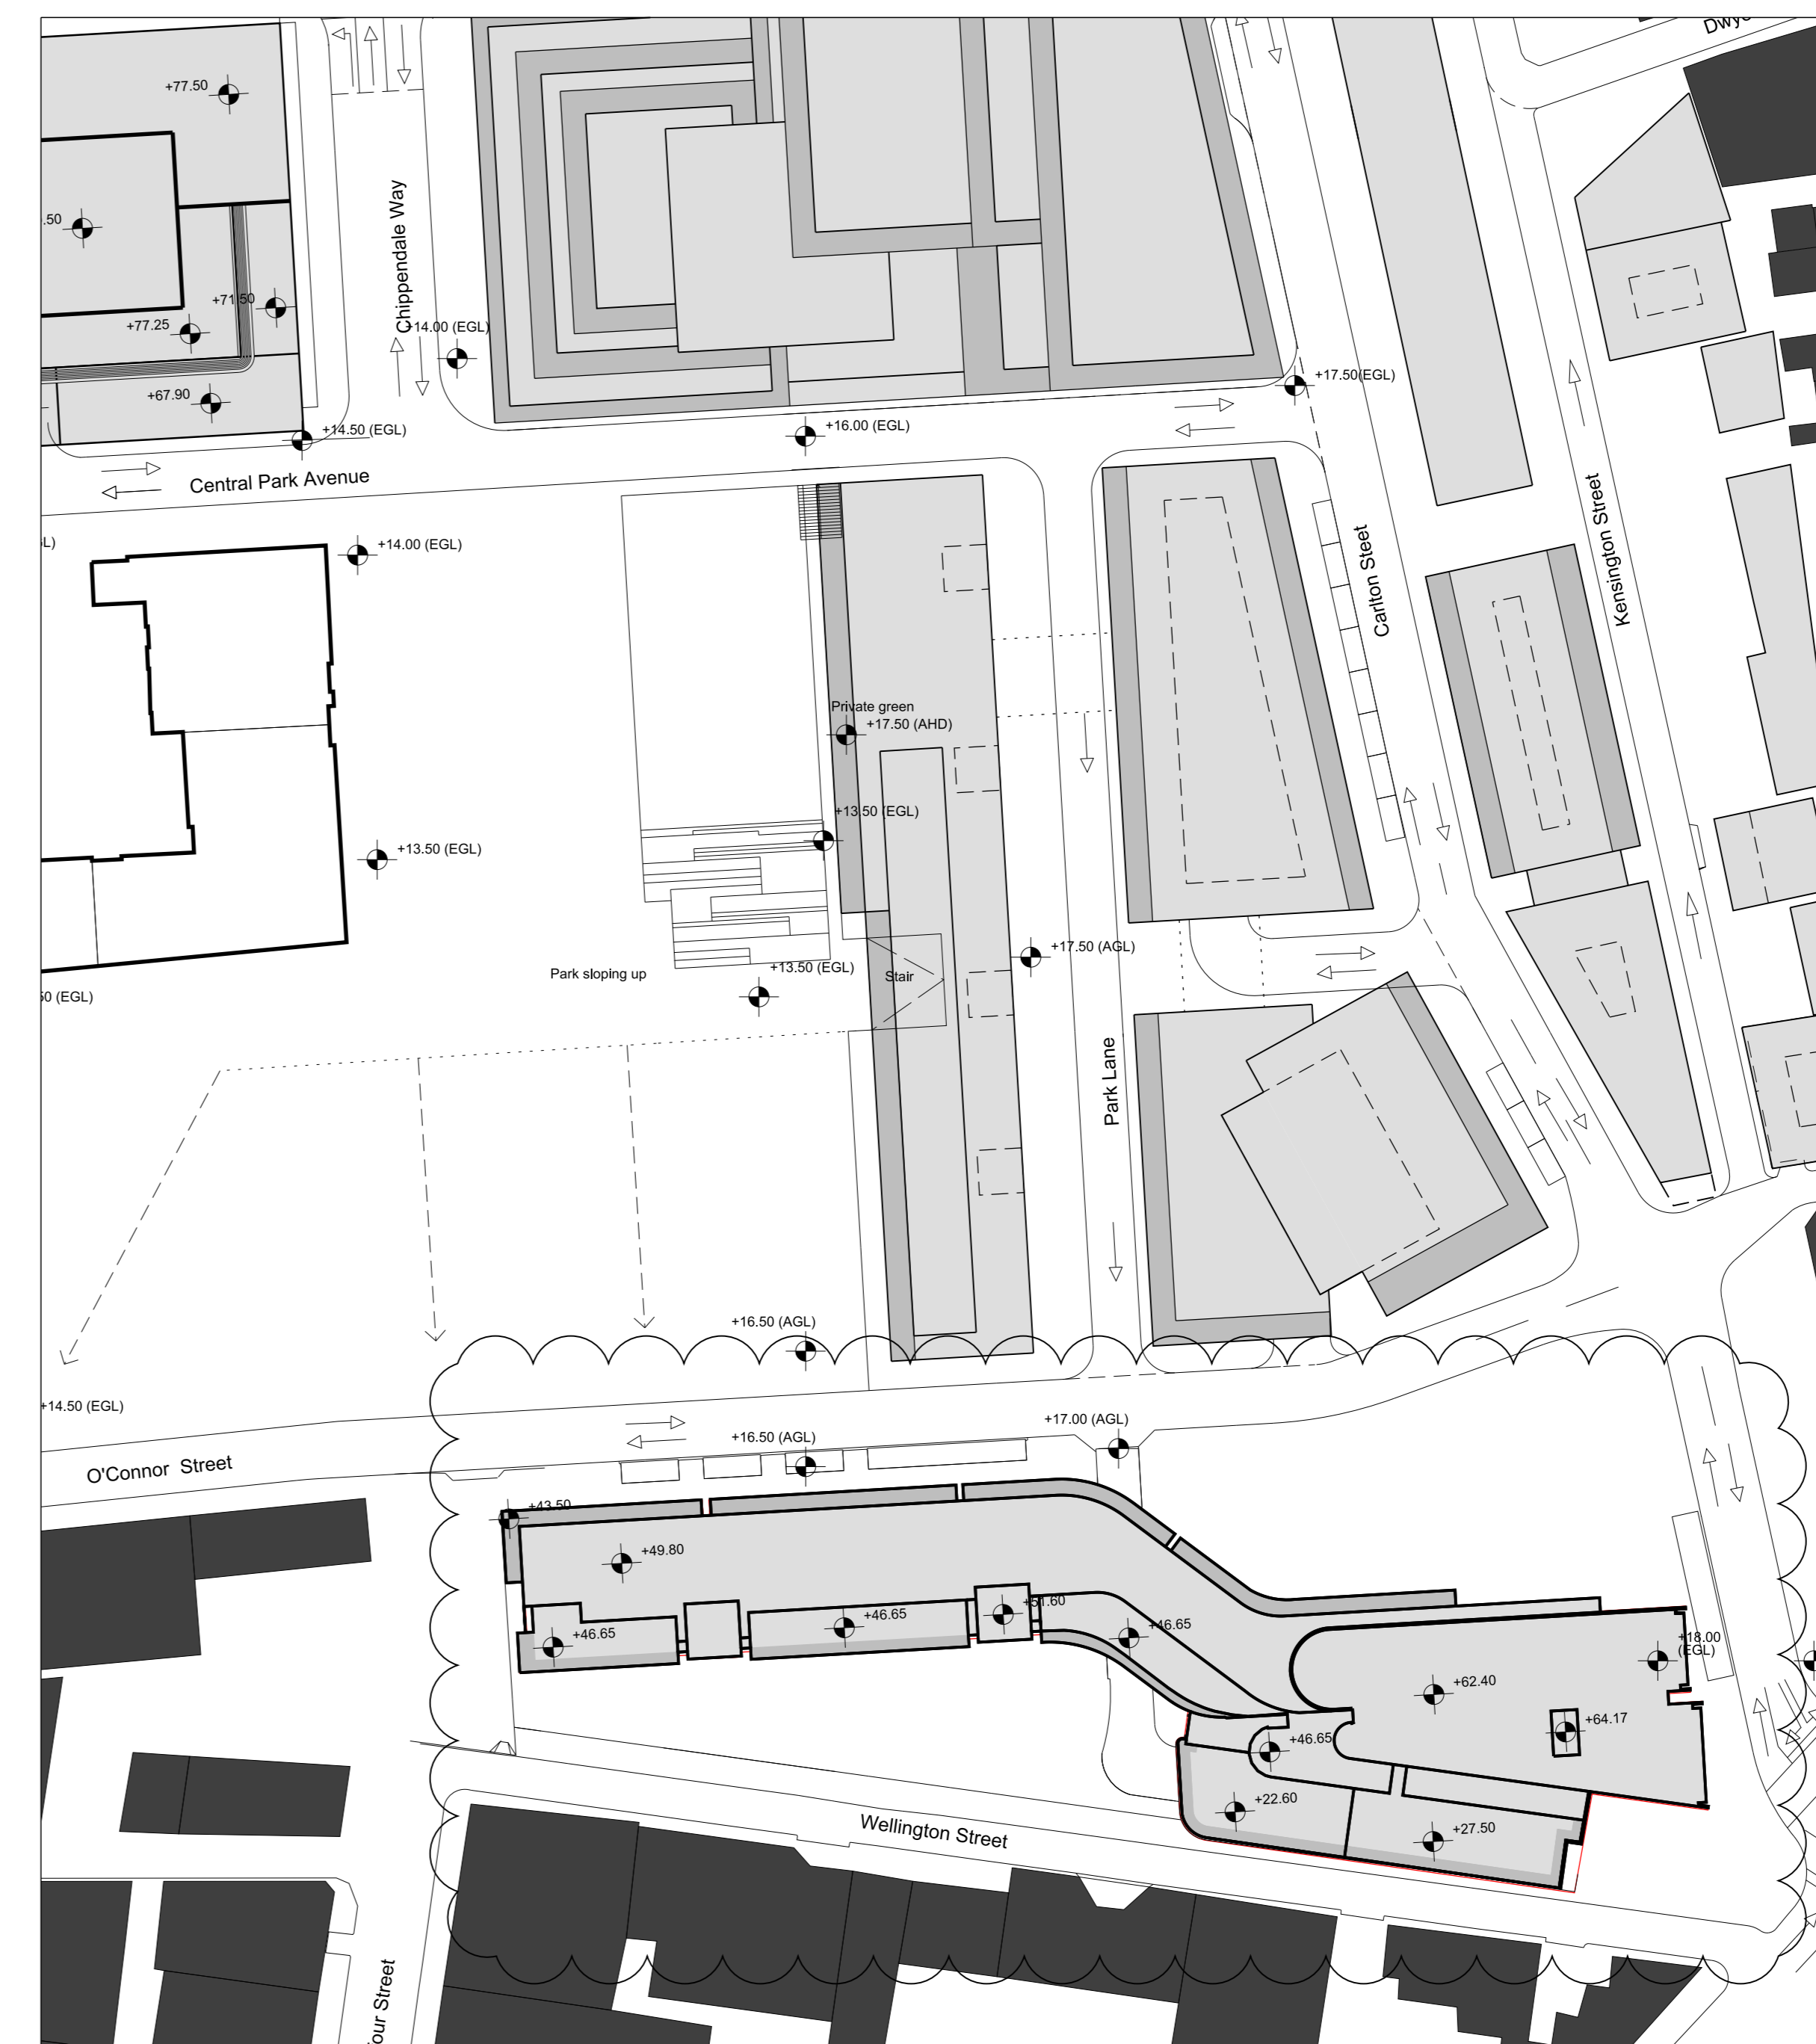 Dwye
+77.50
.50
+71.50
+77.25
+67.90
Chippendale Way
+14.00 (EGL)
+17.50(EGL)
+14.50 (EGL)
+16.00 (EGL)
Central Park Avenue
L)
+14.00 (EGL)
Carlton Steet
Kensington Street
Private green
+17.50 (AHD)
+13.50 (EGL)
+13.50 (EGL)
+17.50 (AGL)
Park sloping up
+13.50 (EGL)
Stair
50 (EGL)
Park Lane
+16.50 (AGL)
+14.50 (EGL)
+17.00 (AGL)
+16.50 (AGL)
O'Connor Street
+43.50
+49.80
+51.60
+46.65
+46.65
+46.65
+18.00
(EGL)
+62.40
+64.17
+46.65
+22.60
+27.50
Wellington Street
our Street